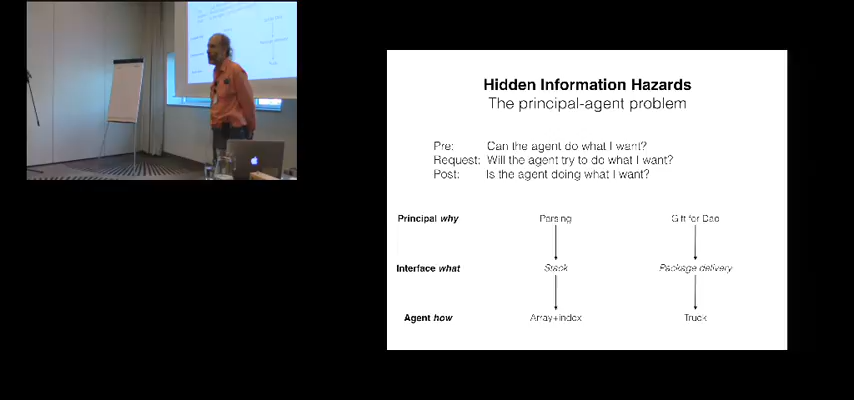 Hidden Information Hazards
The principal-agent problem
Pre: Can the agent do what I want?
Request: Will the agent try to do what I want?
Post: Is the agent doing what I want?
Principal why Parsing Gift for Dad
Interface what Stack Package delivery
Agent how Array+Index Truck